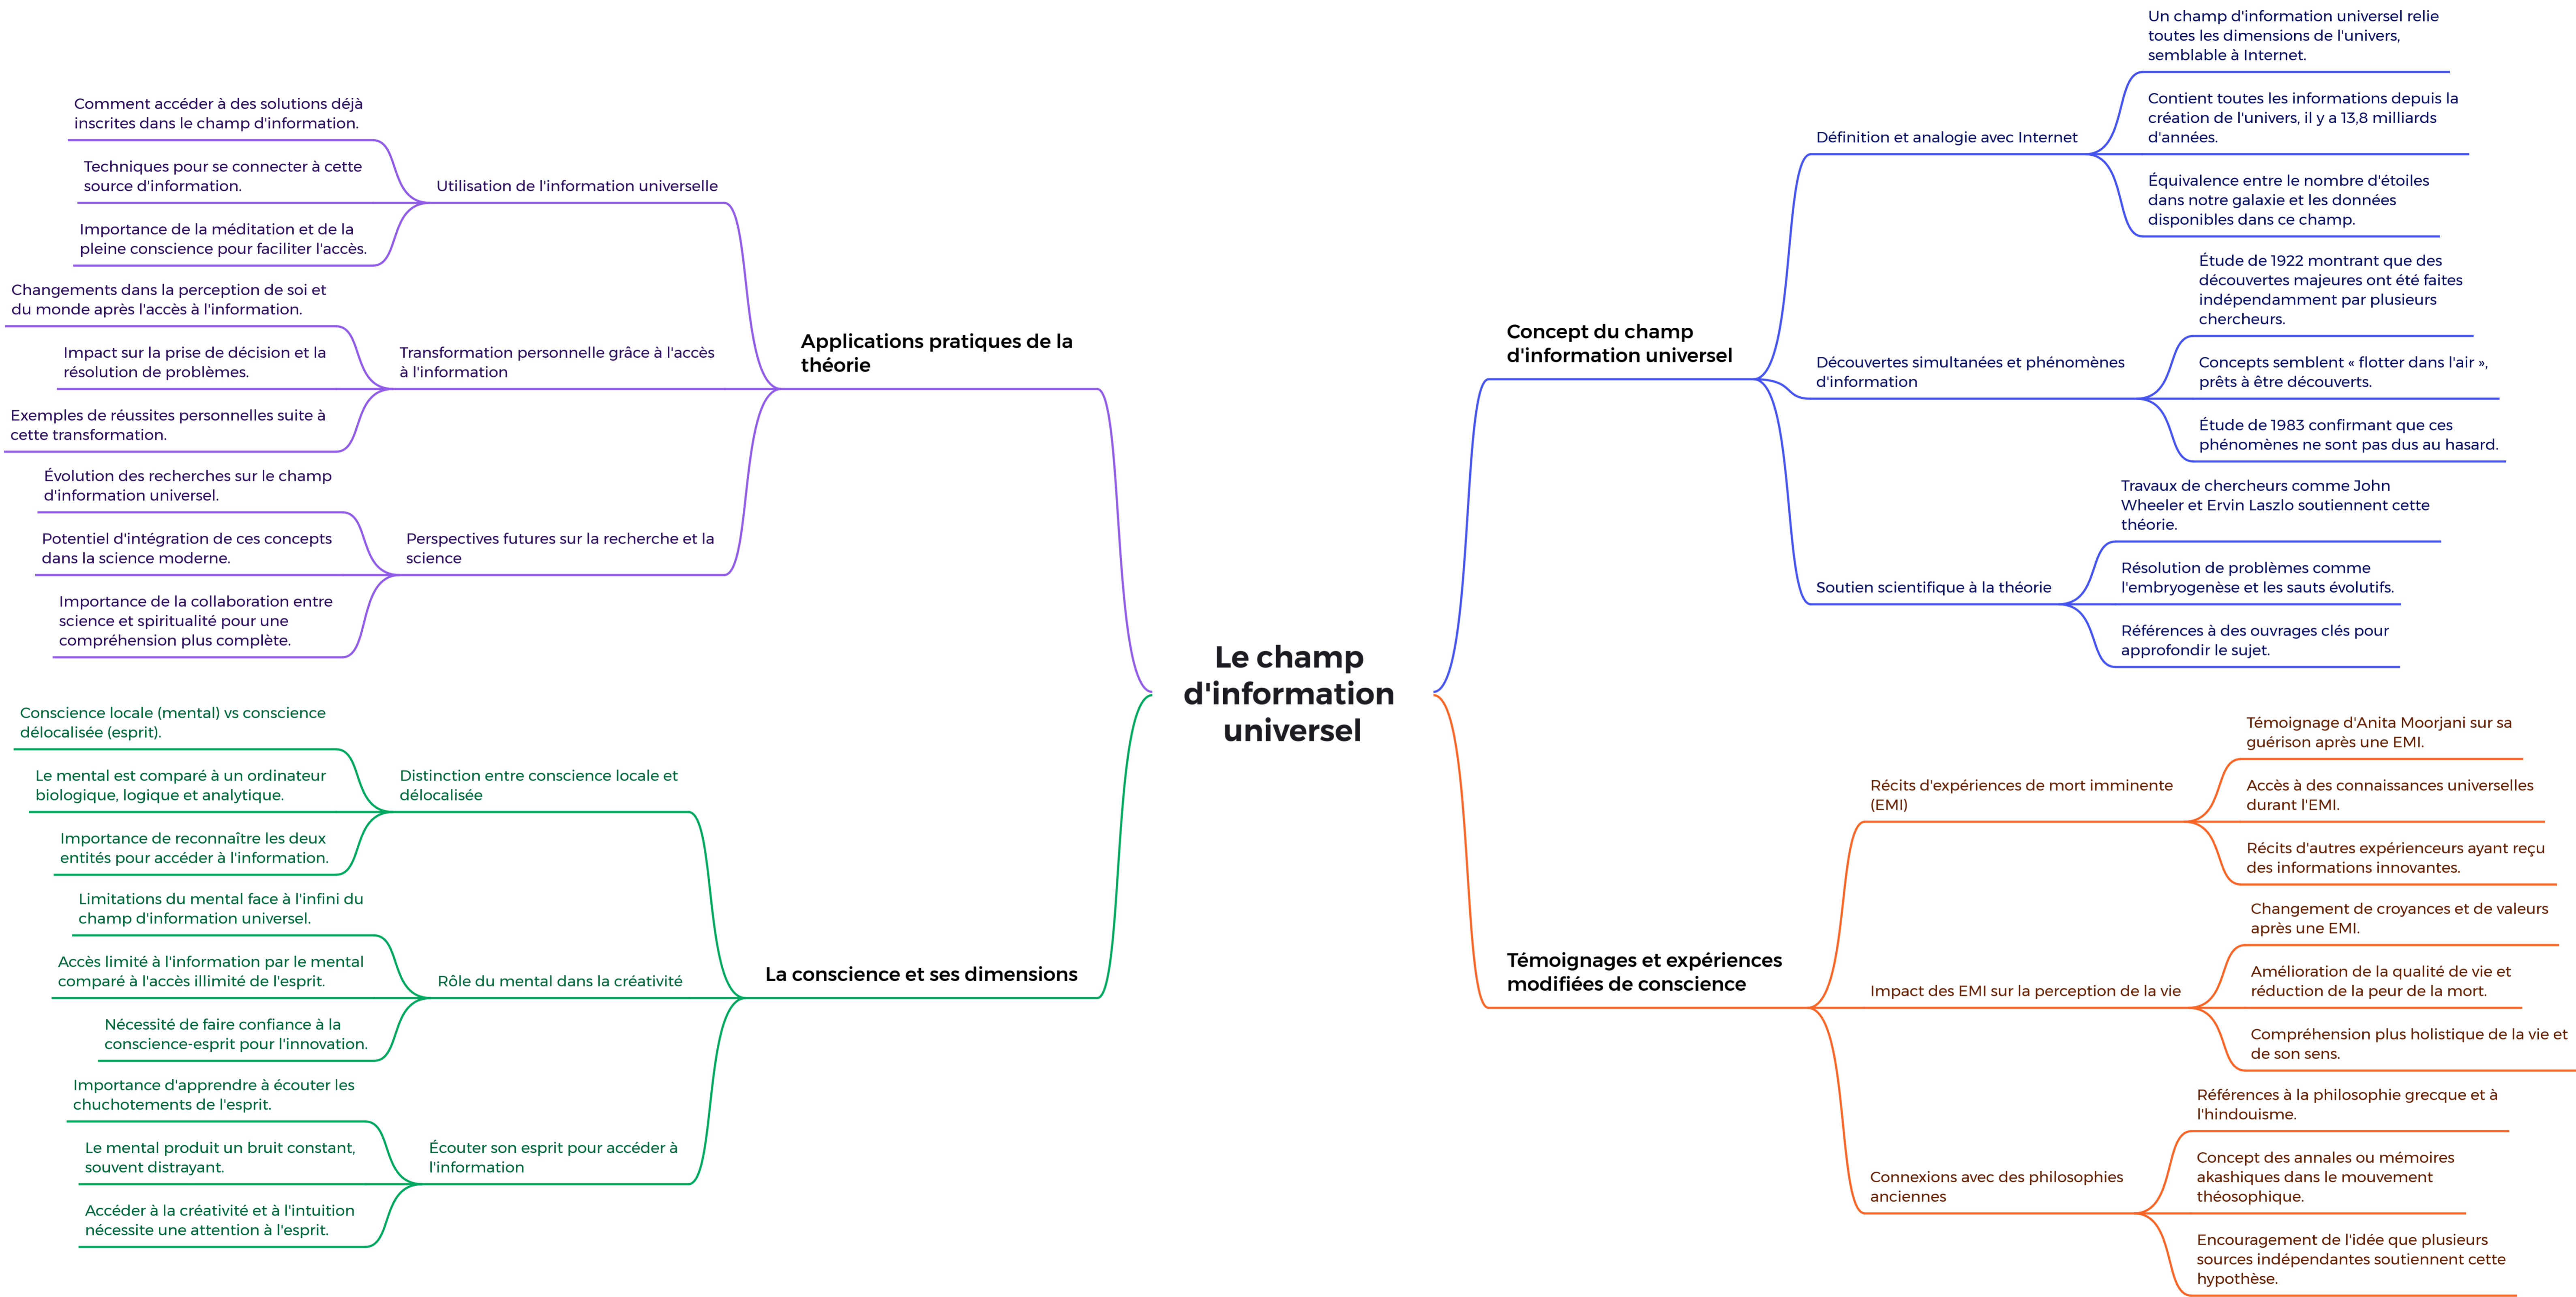 Le champ
d'information
universel
Concept du champ
d'information universel
Définition et analogie avec Internet
Un champ d'information universel relie
toutes les dimensions de l'univers,
semblable à Internet.
Contient toutes les informations depuis la
création de l'univers, il y a 13,8 milliards
d'années.
Équivalence entre le nombre d'étoiles
dans notre galaxie et les données
disponibles dans ce champ.
Découvertes simultanées et phénomènes
d'information
Étude de 1922 montrant que des
découvertes majeures ont été faites
indépendamment par plusieurs
chercheurs.
Concepts semblent « flotter dans l'air »,
prêts à être découverts.
Étude de 1983 confirmant que ces
phénomènes ne sont pas dus au hasard.
Soutien scientifique à la théorie
Travaux de chercheurs comme John
Wheeler et Ervin Laszlo soutiennent cette
théorie.
Résolution de problèmes comme
l'embryogenèse et les sauts évolutifs.
Références à des ouvrages clés pour
approfondir le sujet.
Témoignages et expériences
modifiées de conscience
Récits d'expériences de mort imminente
(EMI)
Témoignage d'Anita Moorjani sur sa
guérison après une EMI.
Accès à des connaissances universelles
durant l'EMI.
Récits d'autres expérienceurs ayant reçu
des informations innovantes.
Impact des EMI sur la perception de la vie
Changement de croyances et de valeurs
après une EMI.
Amélioration de la qualité de vie et
réduction de la peur de la mort.
Compréhension plus holistique de la vie et
de son sens.
Connexions avec des philosophies
anciennes
Références à la philosophie grecque et à
l'hindouisme.
Concept des annales ou mémoires
akashiques dans le mouvement
théosophique.
Encouragement de l'idée que plusieurs
sources indépendantes soutiennent cette
hypothèse.
Applications pratiques de la
théorie
Utilisation de l'information universelle
Comment accéder à des solutions déjà
inscrites dans le champ d'information.
Techniques pour se connecter à cette
source d'information.
Importance de la méditation et de la
pleine conscience pour faciliter l'accès.
Transformation personnelle grâce à l'accès
à l'information
Changements dans la perception de soi et
du monde après l'accès à l'information.
Impact sur la prise de décision et la
résolution de problèmes.
Exemples de réussites personnelles suite à
cette transformation.
Perspectives futures sur la recherche et la
science
Évolution des recherches sur le champ
d'information universel.
Potentiel d'intégration de ces concepts
dans la science moderne.
Importance de la collaboration entre
science et spiritualité pour une
compréhension plus complète.
La conscience et ses dimensions
Distinction entre conscience locale et
délocalisée
Conscience locale (mental) vs conscience
délocalisée (esprit).
Le mental est comparé à un ordinateur
biologique, logique et analytique.
Importance de reconnaître les deux
entités pour accéder à l'information.
Rôle du mental dans la créativité
Limitations du mental face à l'infini du
champ d'information universel.
Accès limité à l'information par le mental
comparé à l'accès illimité de l'esprit.
Nécessité de faire confiance à la
conscience-esprit pour l'innovation.
Écouter son esprit pour accéder à
l'information
Importance d'apprendre à écouter les
chuchotements de l'esprit.
Le mental produit un bruit constant,
souvent distrayant.
Accéder à la créativité et à l'intuition
nécessite une attention à l'esprit.